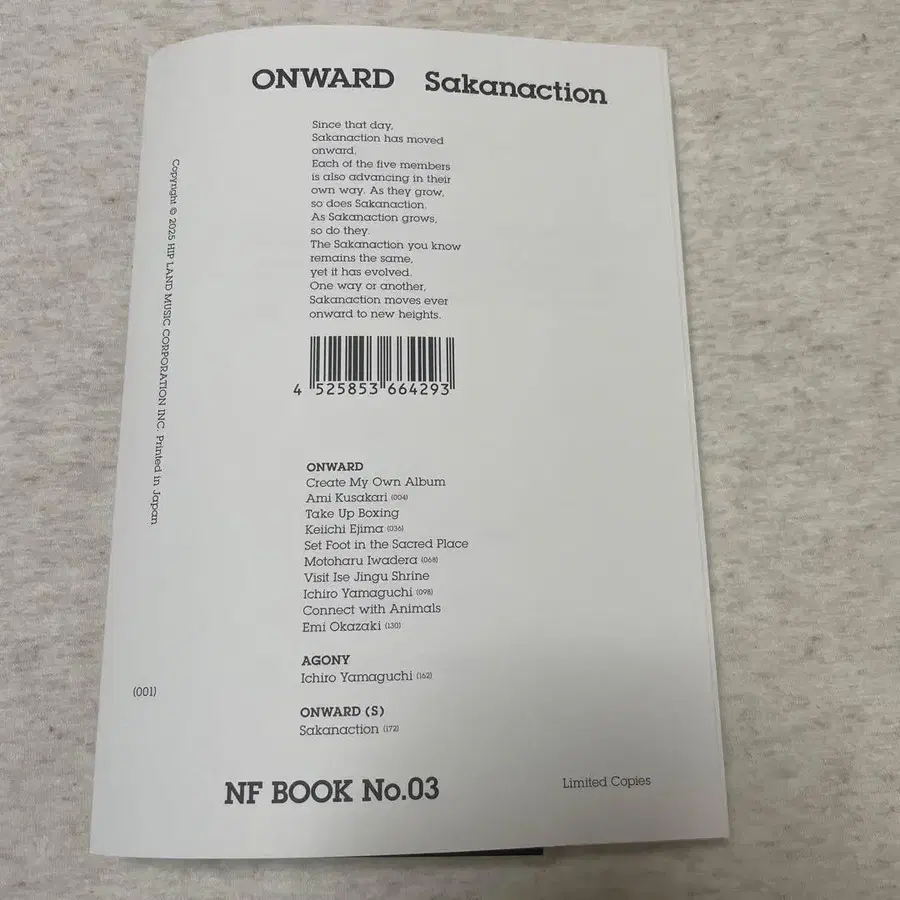 ONWARD Sakanaction
Since that day,
Sakanaction has moved
onward,
Each of the five members
is also advancing in their
own way. As they grow,
so does Sakanaction.
As Sakanaction grows,
so do they.
The Sakanaction you know
remains the same,
yet it has evolved.
One way or another,
Sakanaction moves ever
onward to new heights.
4 525853 664293
Copyright © 2025 HIP LAND MUSIC CORPORATION INC. Printed in Japan
ONWARD
Create My Own Album
Ami Kusakari (004)
Take Up Boxing
Keiichi Ejima (036)
Set Foot in the Sacred Place
Motoharu Iwadera (068)
Visit Ise Jingu Shrine
Ichiro Yamaguchi (098)
Connect with Animals
Emi Okazaki (130)
AGONY
Ichiro Yamaguchi (162)
(001)
ONWARD (S)
Sakanaction (172)
NF BOOK No.03
Limited Copies